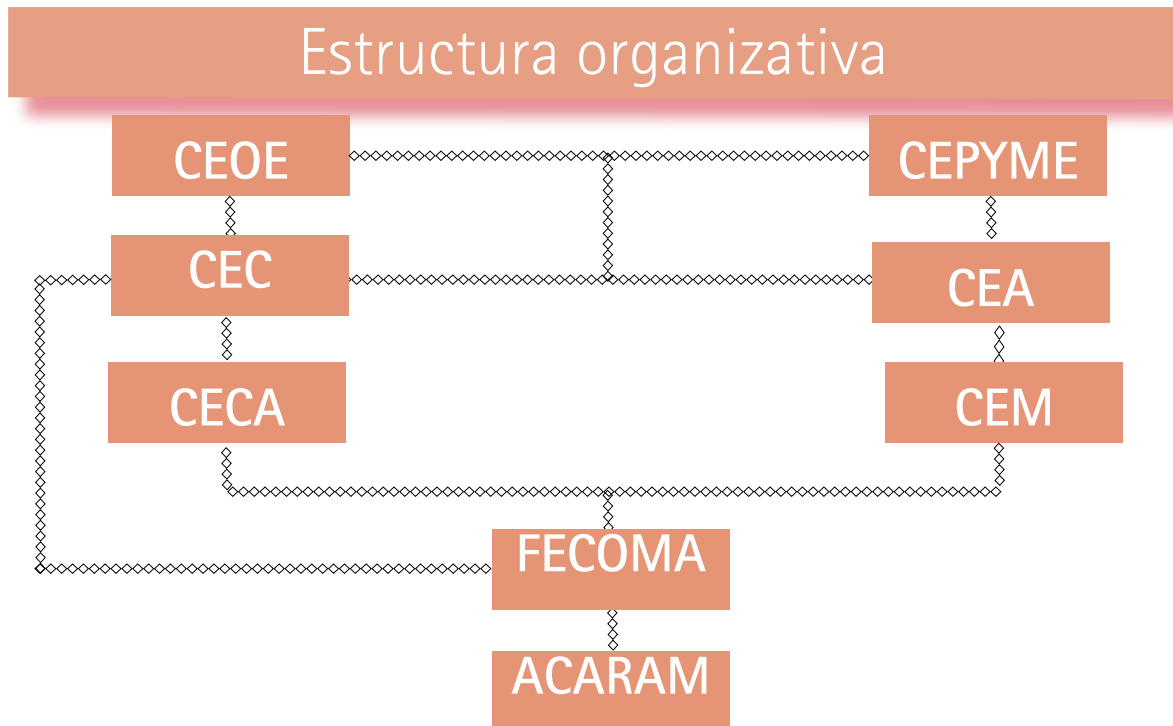 Estructura organizativa
CEOE
CEPYME
CEC
CEA
CECA
CEM
FECOMA
ACARAM